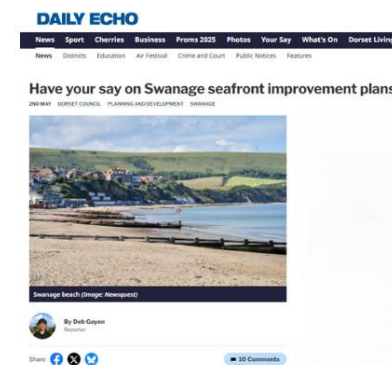 DAILY ECHO
News Sport Cherries Business Proms 2025 Photos Your Say What's On Dorset Living
News Districts Education Air Festival Crime and Court Public Notices Features
Have your say on Swanage seafront improvement plans
2ND MAY DORSET COUNCIL PLANNING AND DEVELOPMENT SWANAGE
Swanage beach (Image: Newsquest)
By Deb Gayen
Reporter
Share
10 Comments